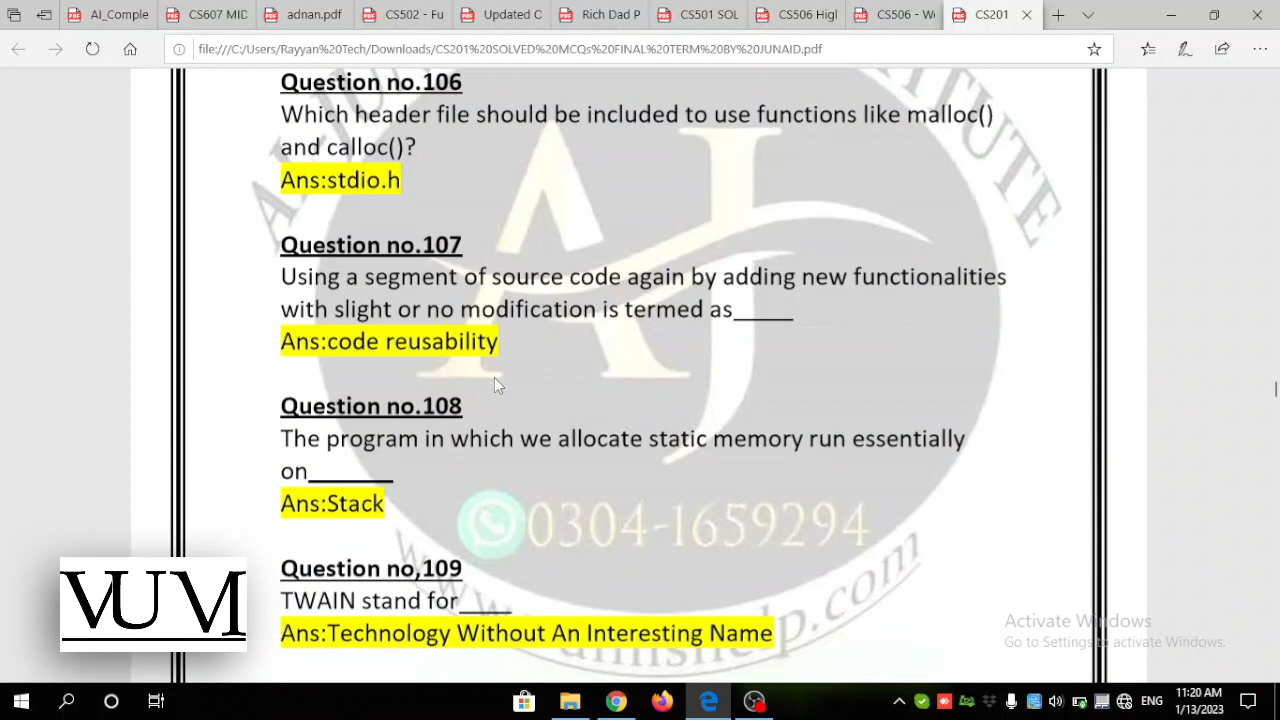 AI_Comple
CS607 MID
adnan.pdf
CS502 - Fu
Updated C
Rich Dad P
CS501 SOL
CS506 Higl
CS506 - W
CS201
file:///C:/Users/Rayyan%20Tech/Downloads/CS201%20SOLVED%20MCQs%20FINAL%20TERM%20BY%20JUNAID.pdf
Question no.106
Which header file should be included to use functions like malloc()
and calloc()?
Ans:stdio.h
Question no.107
Using a segment of source code again by adding new functionalities
with slight or no modification is termed as_____
Ans:code reusability
Question no.108
The program in which we allocate static memory run essentially
on_______
Ans:Stack
0304-1659294
Question no,109
TWAIN stand for____
Ans:Technology Without An Interesting Name
VUM
Activate Windows
Go to Settings to activate Windows.
ENG
11:20 AM
1/13/2023